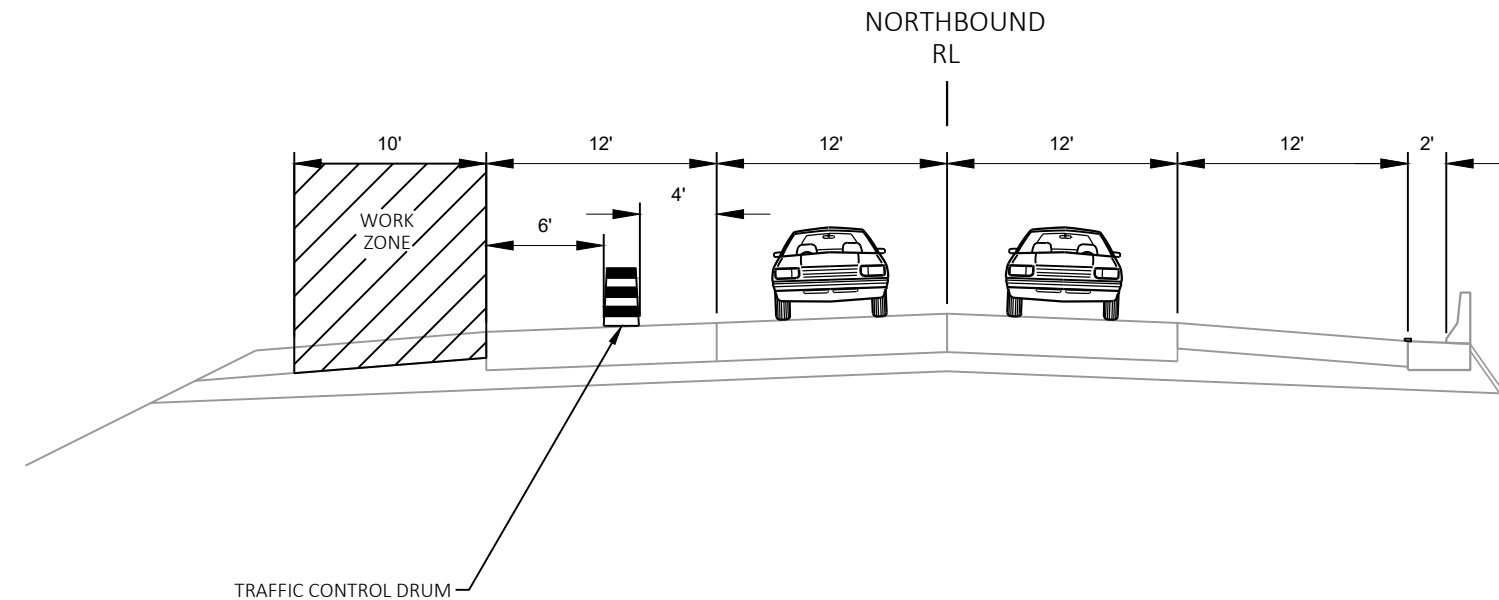 NORTHBOUND
RL
10'
12'
12'
12'
12'
2'
4'
6'
WORK
ZONE
TRAFFIC CONTROL DRUM